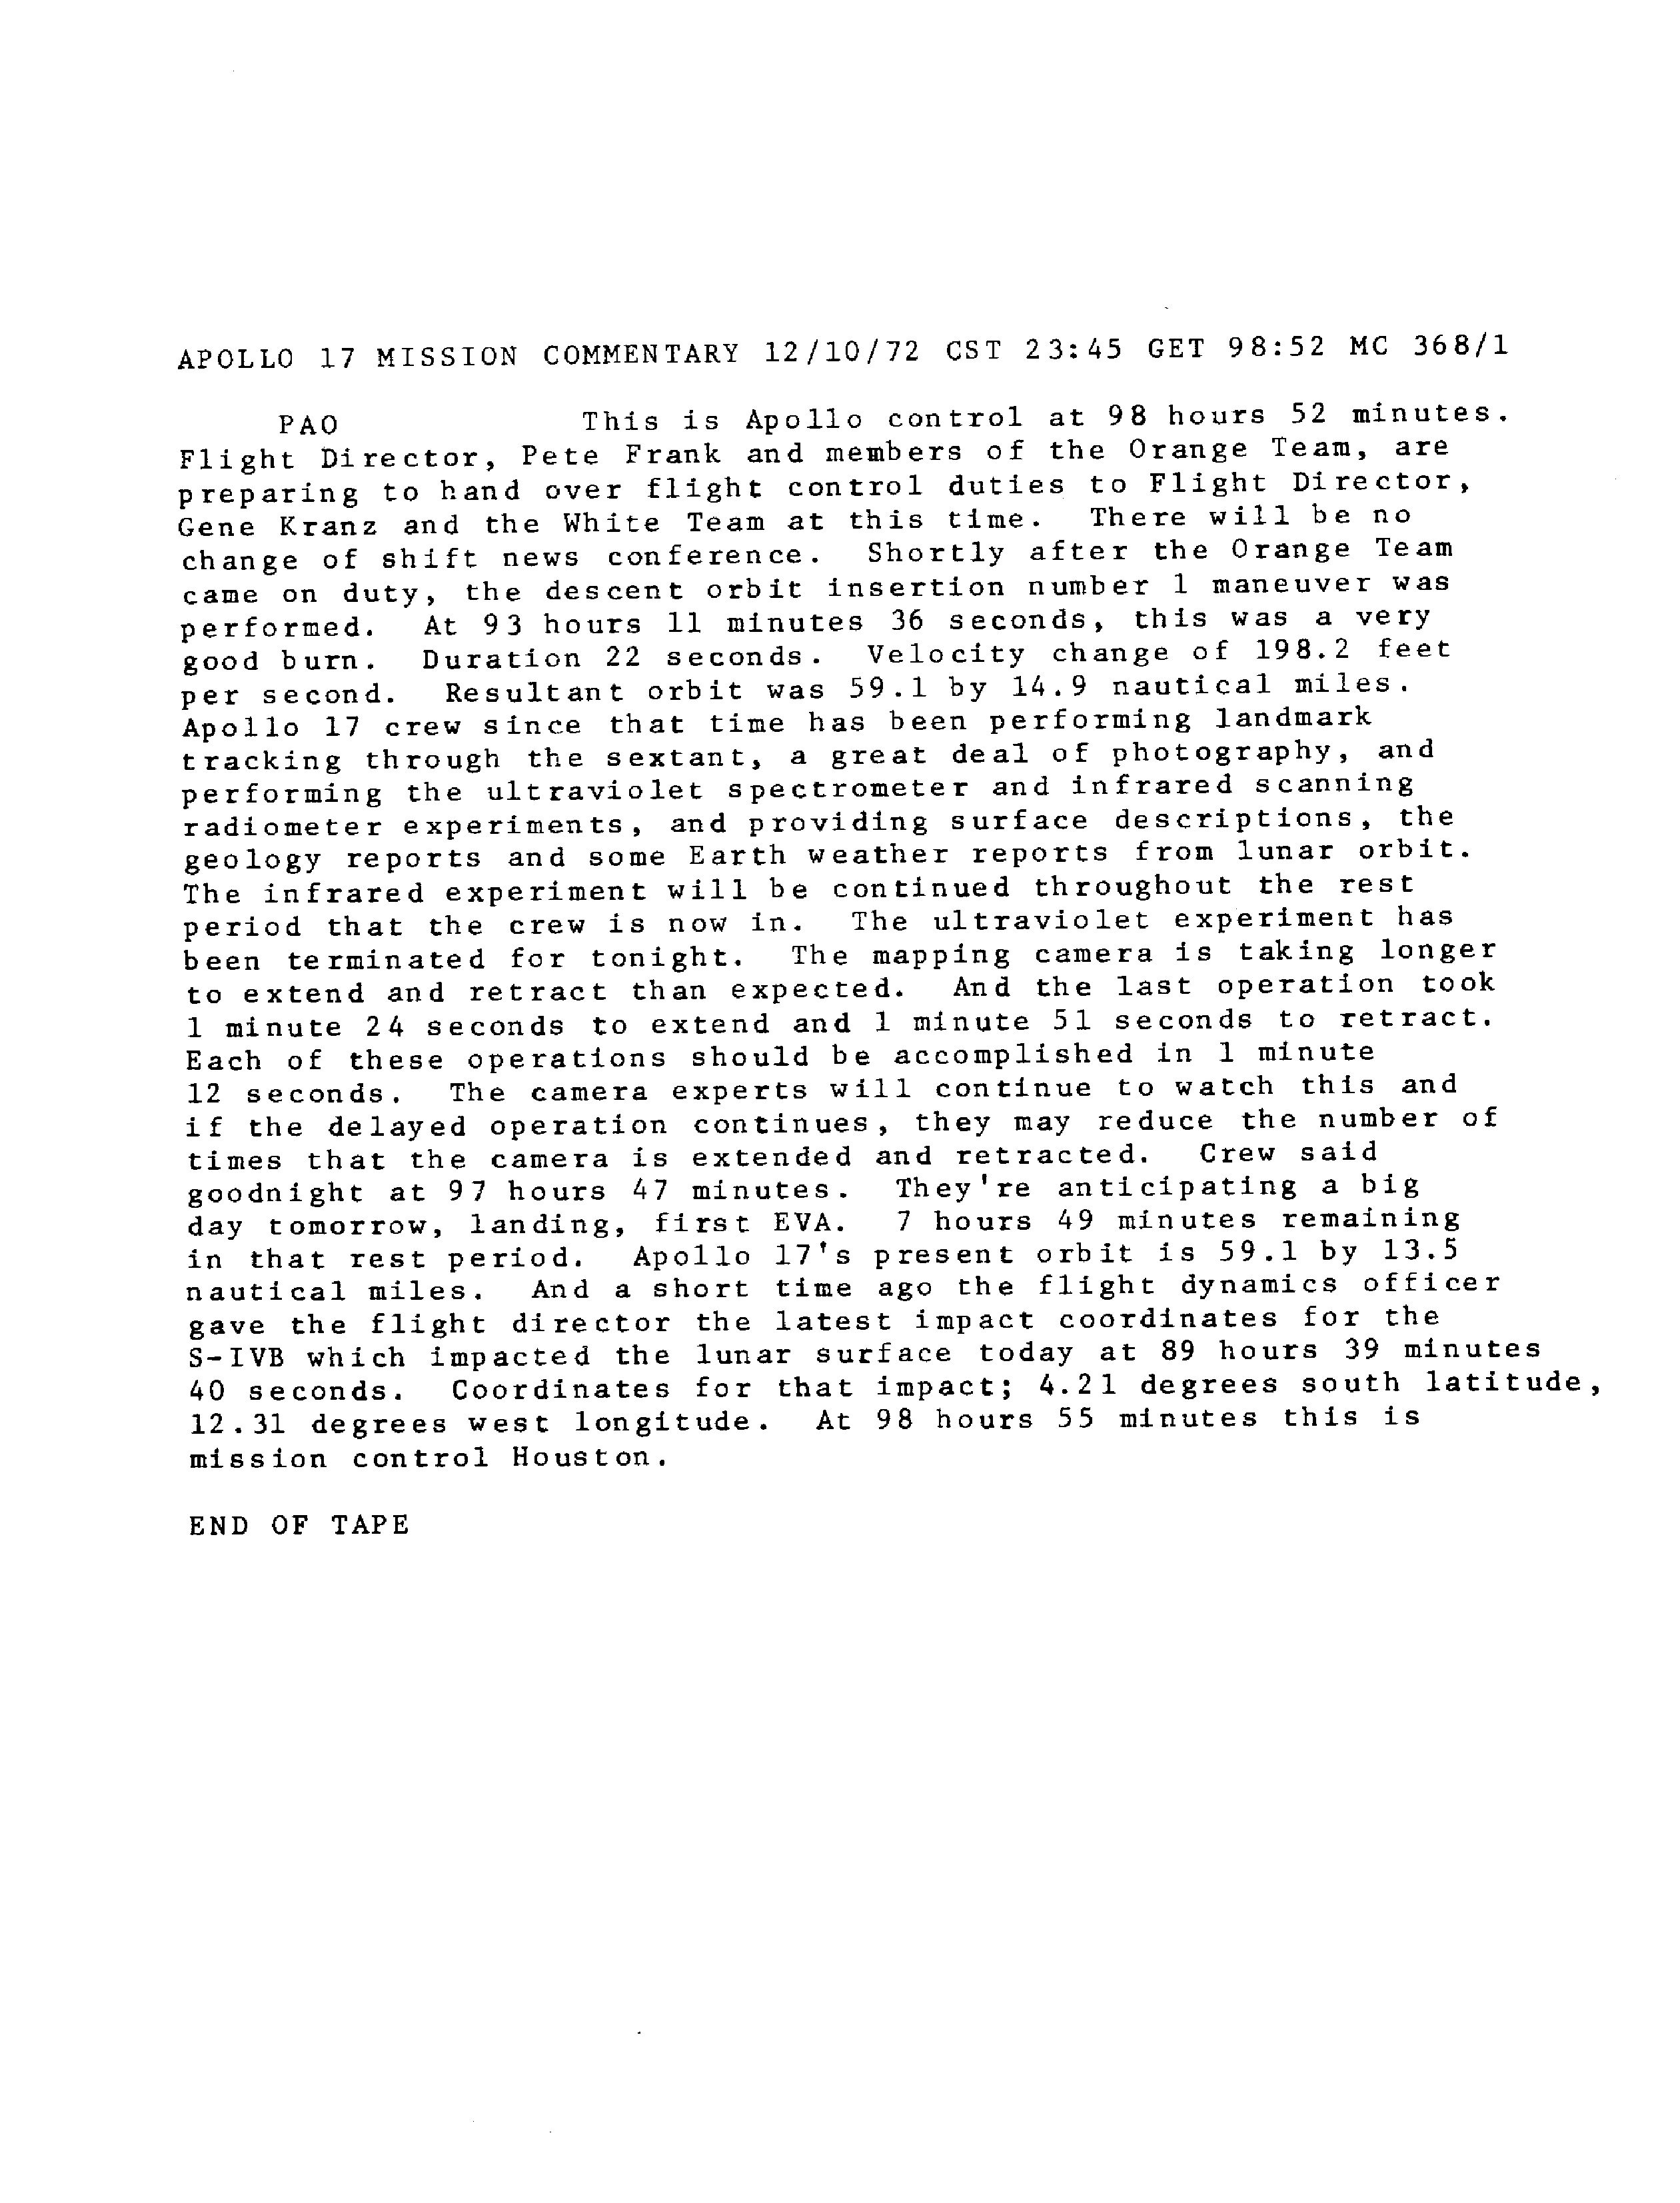 APOLLO 17 MISSION COMMENTARY 12/10/72 CST 23:45 GET 98:52 MC 368/1
PAO This is Apollo control at 98 hours 52 minutes.
Flight Director, Pete Frank and members of the Orange Team, are
preparing to hand over flight control duties to Flight Director,
Gene Kranz and the White Team at this time. There will be no
change of shift news conference. Shortly after the Orange Team
came on duty, the descent orbit insertion number 1 maneuver was
performed. At 93 hours 11 minutes 36 seconds, this was a very
good burn. Duration 22 seconds. Velocity change of 198.2 feet
per second. Resultant orbit was 59.1 by 14.9 nautical miles.
Apollo 17 crew since that time has been performing landmark
tracking through the sextant, a great deal of photography, and
performing the ultraviolet spectrometer and infrared scanning
radiometer experiments, and providing surface descriptions, the
geology reports and some Earth weather reports from lunar orbit.
The infrared experiment will be continued throughout the rest
period that the crew is now in. The ultraviolet experiment has
been terminated for tonight. The mapping camera is taking longer
to extend and retract than expected. And the last operation took
1 minute 24 seconds to extend and 1 minute 51 seconds to retract.
Each of these operations should be accomplished in 1 minute
12 seconds. The camera experts will continue to watch this and
if the delayed operation continues, they may reduce the number of
times that the camera is extended and retracted. Crew said
goodnight at 97 hours 47 minutes. They're anticipating a big
day tomorrow, landing, first EVA. 7 hours 49 minutes remaining
in that rest period. Apollo 17's present orbit is 59.1 by 13.5
nautical miles. And a short time ago the flight dynamics officer
gave the flight director the latest impact coordinates for the
S-IVB which impacted the lunar surface today at 89 hours 39 minutes
40 seconds. Coordinates for that impact; 4.21 degrees south latitude,
12.31 degrees west longitude. At 98 hours 55 minutes this is
mission control Houston.
END OF TAPE